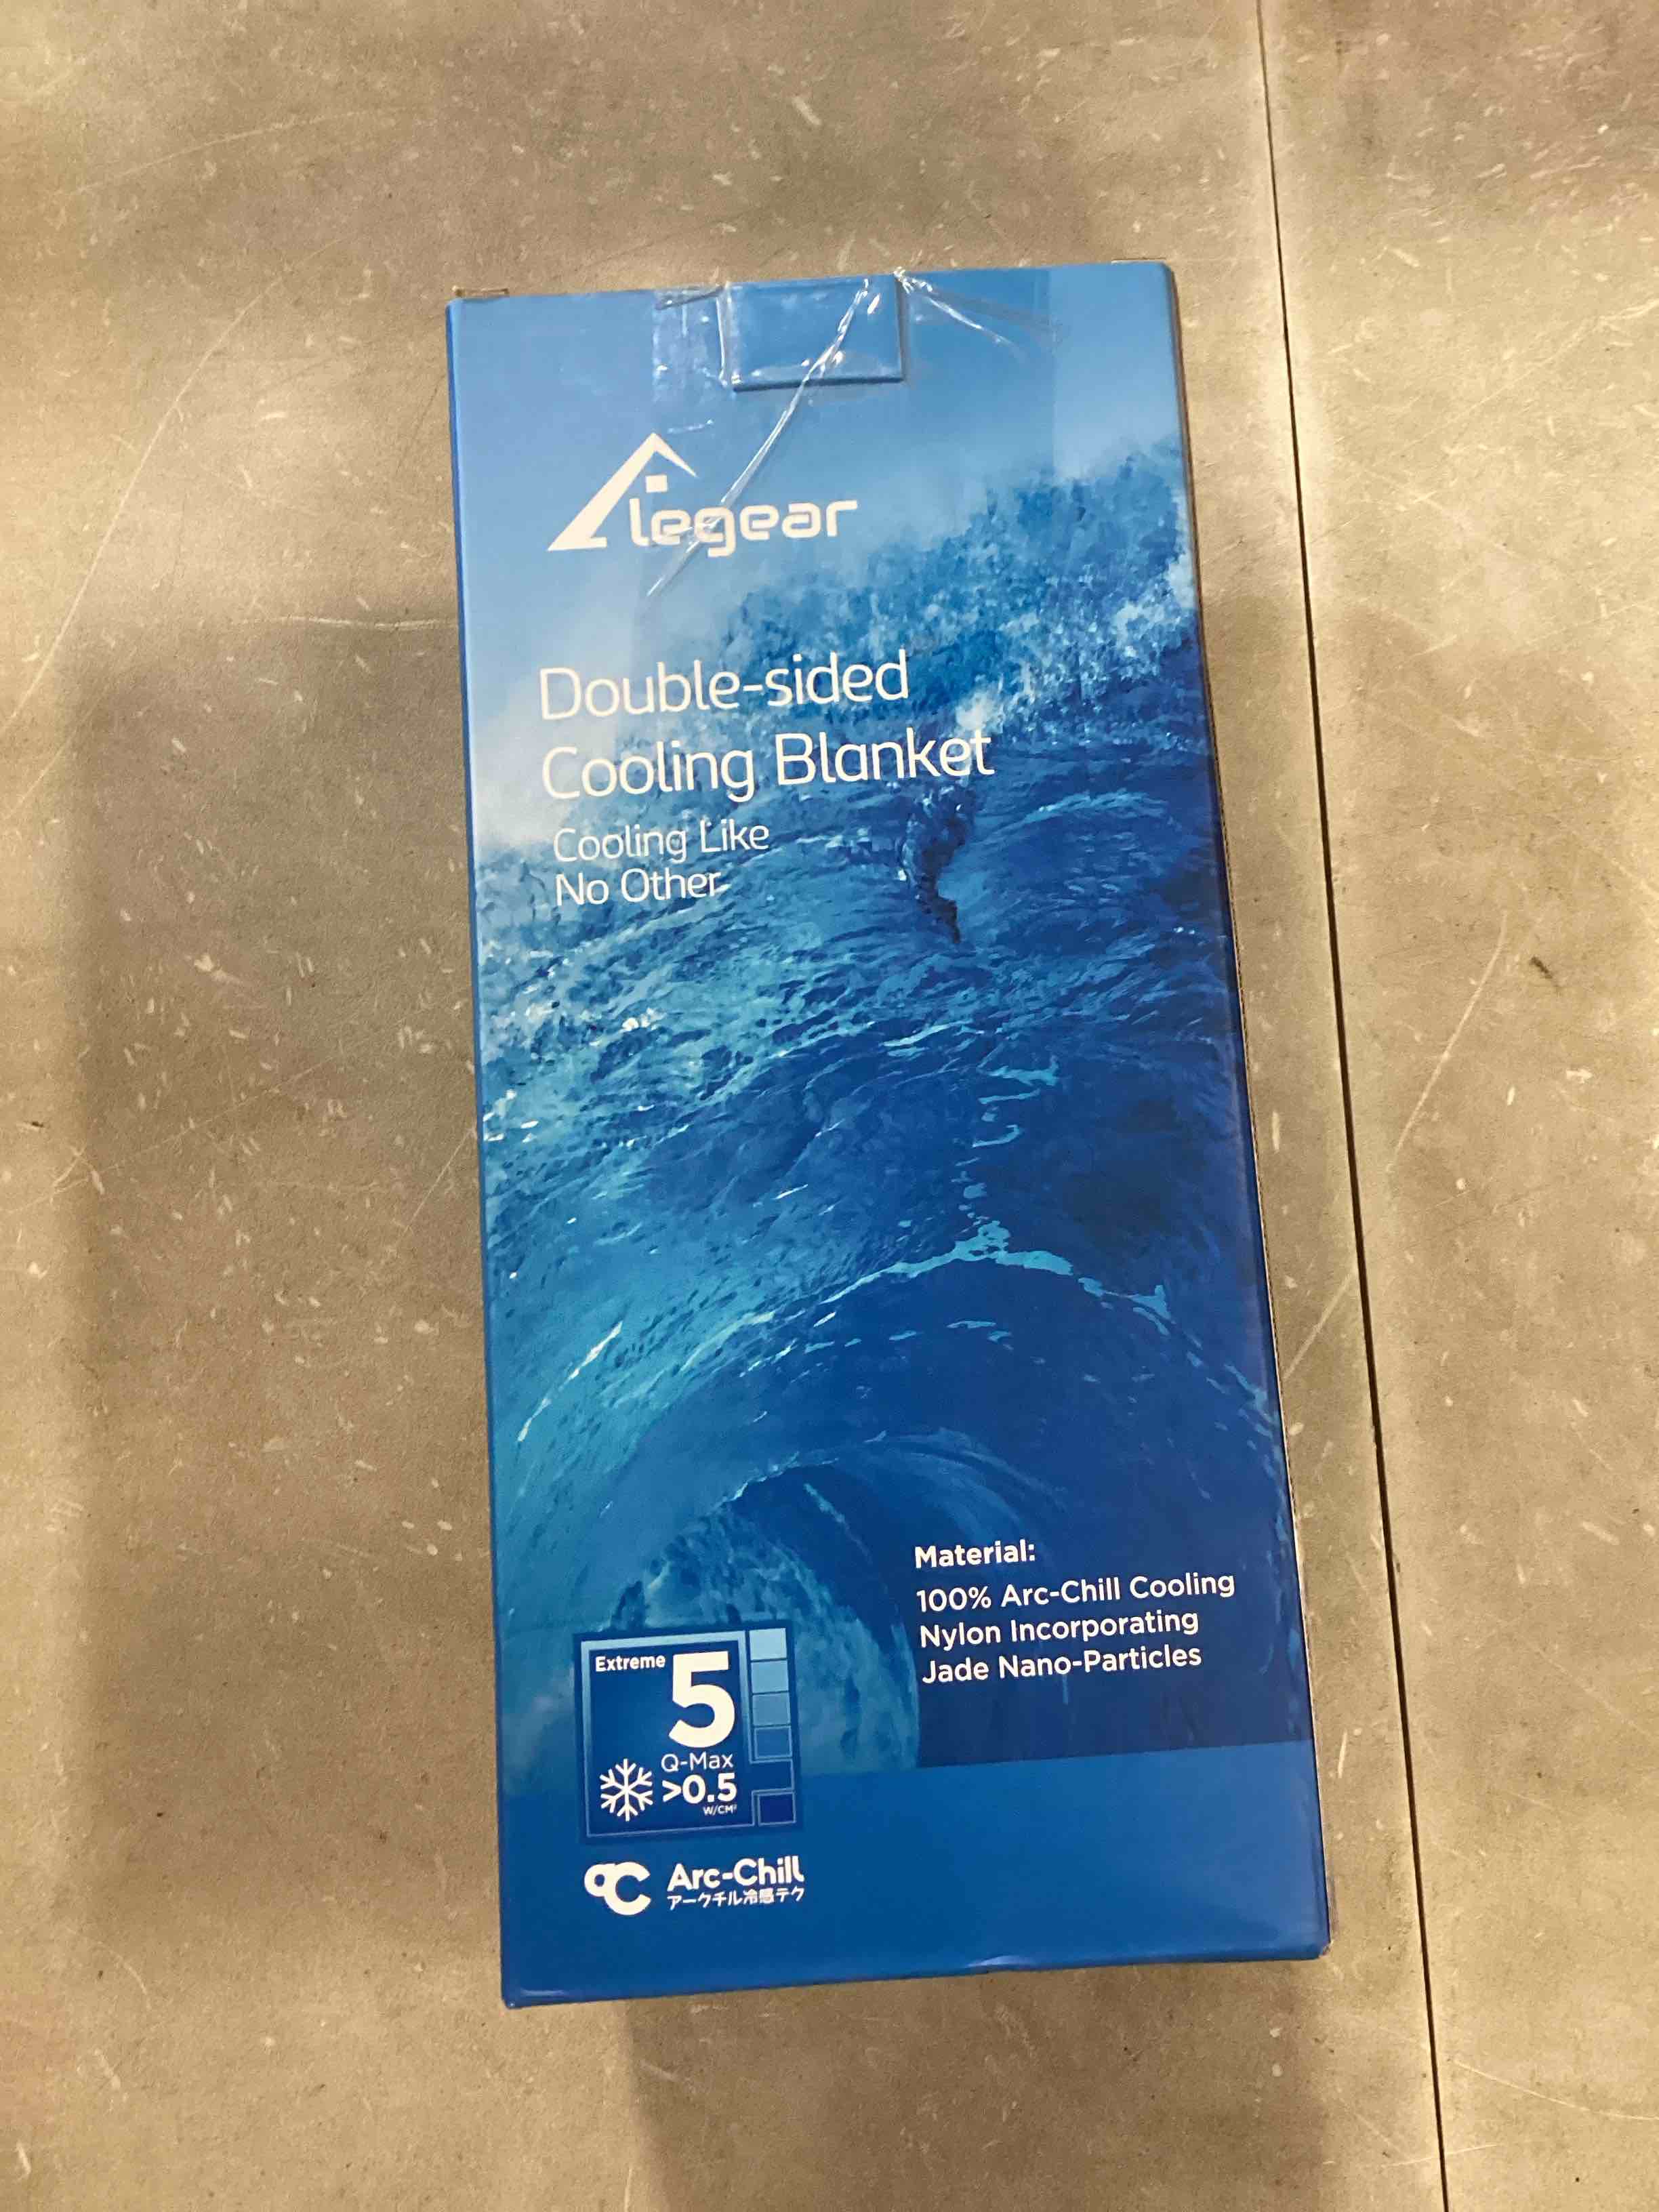 Alegear
Double-sided
Cooling Blanket
Cooling Like
No Other
Material:
100% Arc-Chill Cooling
Nylon Incorporating
Jade Nano-Particles
Extreme 5
Q-Max
>0.5
W/CM²
°C Arc-Chill
アークチル冷感テク